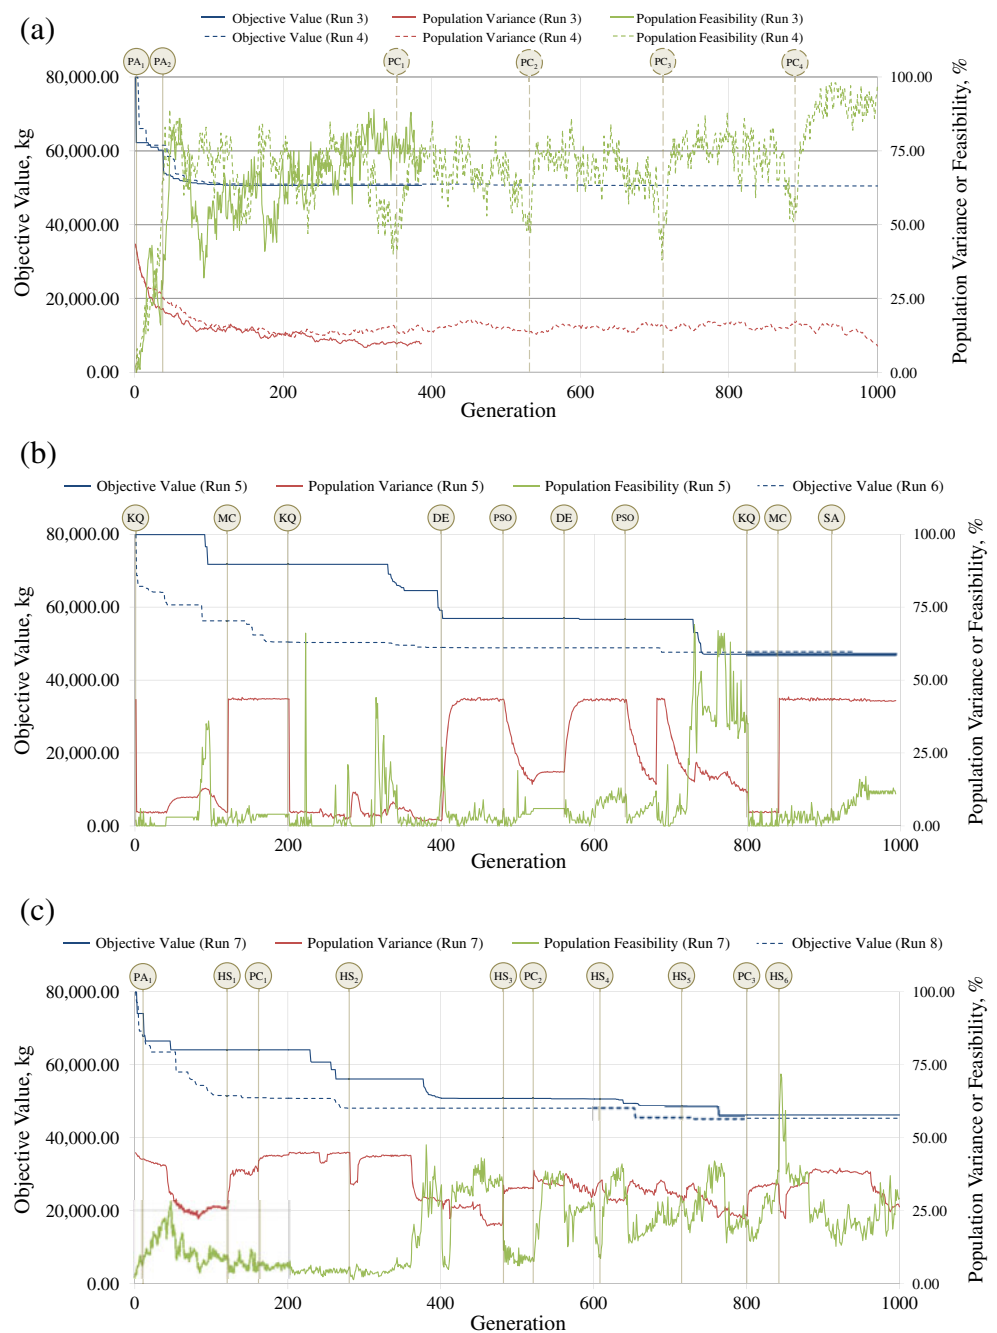 (a)
Objective Value (Run 3) Population Variance (Run 3) Population Feasibility (Run 3)
Objective Value (Run 4) Population Variance (Run 4) Population Feasibility (Run 4)
PA1 PA2 PC1 PC2 PC3 PC4
80,000.00 100.00
60,000.00 75.00
40,000.00 50.00
20,000.00 25.00
0.00 0.00
0 200 400 600 800 1000
Objective Value, kg
Generation
Population Variance or Feasibility, %
(b)
Objective Value (Run 5) Population Variance (Run 5) Population Feasibility (Run 5) Objective Value (Run 6)
KQ MC KQ DE PSO DE PSO KQ MC SA
80,000.00 100.00
60,000.00 75.00
40,000.00 50.00
20,000.00 25.00
0.00 0.00
0 200 400 600 800 1000
Objective Value, kg
Generation
Population Variance or Feasibility, %
(c)
Objective Value (Run 7) Population Variance (Run 7) Population Feasibility (Run 7) Objective Value (Run 8)
PA1 HS1 PC1 HS2 HS3 PC2 HS4 HS5 PC3 HS6
80,000.00 100.00
60,000.00 75.00
40,000.00 50.00
20,000.00 25.00
0.00 0.00
0 200 400 600 800 1000
Objective Value, kg
Generation
Population Variance or Feasibility, %